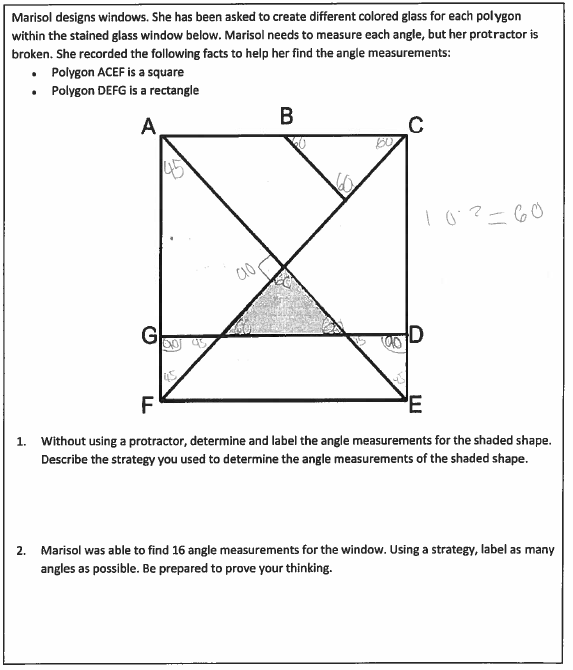 Marisol designs windows. She has been asked to create different colored glass for each polygon
within the stained glass window below. Marisol needs to measure each angle, but her protractor is
broken. She recorded the following facts to help her find the angle measurements:
• Polygon ACEF is a square
• Polygon DEFG is a rectangle
A B C
60 60
45
60
90
60
60
G 90 45 90 D
45 45
F E
1. Without using a protractor, determine and label the angle measurements for the shaded shape.
Describe the strategy you used to determine the angle measurements of the shaded shape.
2. Marisol was able to find 16 angle measurements for the window. Using a strategy, label as many
angles as possible. Be prepared to prove your thinking.